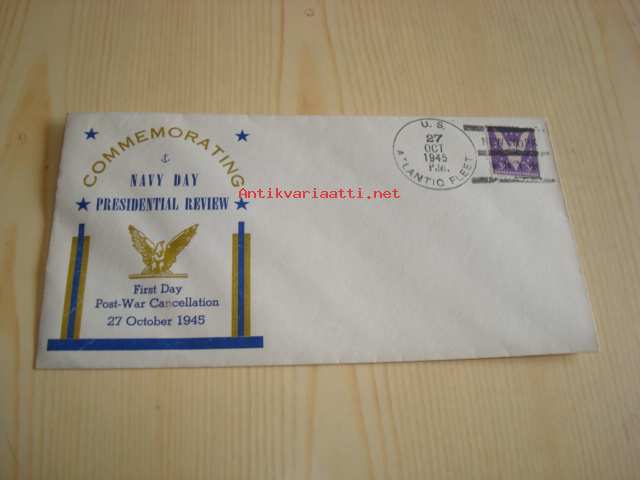 COMMEMORATING
NAVY DAY
PRESIDENTIAL REVIEW
First Day
Post-War Cancellation
27 October 1945
U. S.
27
OCT
1945
P.M.
ATLANTIC FLEET
Antikvariaatti.net